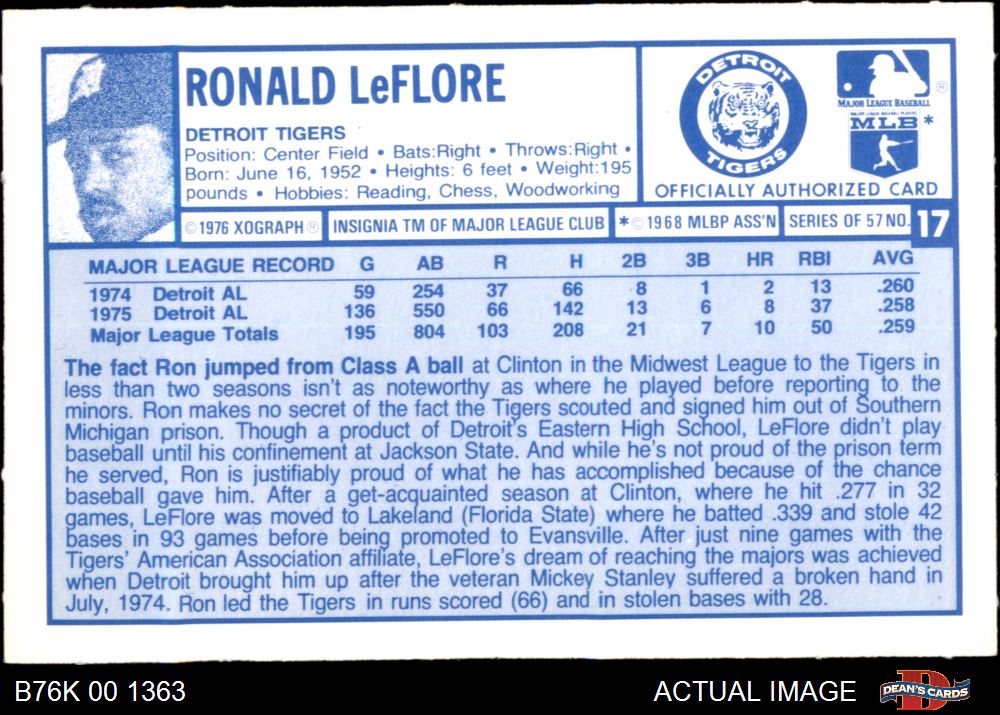 RONALD LeFLORE
DETROIT TIGERS
Position: Center Field • Bats:Right • Throws:Right •
Born: June 16, 1952 • Heights: 6 feet • Weight:195
pounds • Hobbies: Reading, Chess, Woodworking
DETROIT
TIGERS
®
MAJOR LEAGUE BASEBALL
MAJOR LEAGUE BASEBALL PLAYERS
MLB *
OFFICIALLY AUTHORIZED CARD
© 1976 XOGRAPH ®
INSIGNIA TM OF MAJOR LEAGUE CLUB
*© 1968 MLBP ASS'N
SERIES OF 57 NO. 17
MAJOR LEAGUE RECORD G AB R H 2B 3B HR RBI AVG
1974 Detroit AL 59 254 37 66 8 1 2 13 .260
1975 Detroit AL 136 550 66 142 13 6 8 37 .258
Major League Totals 195 804 103 208 21 7 10 50 .259
The fact Ron jumped from Class A ball at Clinton in the Midwest League to the Tigers in
less than two seasons isn't as noteworthy as where he played before reporting to the
minors. Ron makes no secret of the fact the Tigers scouted and signed him out of Southern
Michigan prison. Though a product of Detroit's Eastern High School, LeFlore didn't play
baseball until his confinement at Jackson State. And while he's not proud of the prison term
he served, Ron is justifiably proud of what he has accomplished because of the chance
baseball gave him. After a get-acquainted season at Clinton, where he hit .277 in 32
games, LeFlore was moved to Lakeland (Florida State) where he batted .339 and stole 42
bases in 93 games before being promoted to Evansville. After just nine games with the
Tigers' American Association affiliate, LeFlore's dream of reaching the majors was achieved
when Detroit brought him up after the veteran Mickey Stanley suffered a broken hand in
July, 1974. Ron led the Tigers in runs scored (66) and in stolen bases with 28.
B76K 00 1363
ACTUAL IMAGE
DEAN'S CARDS